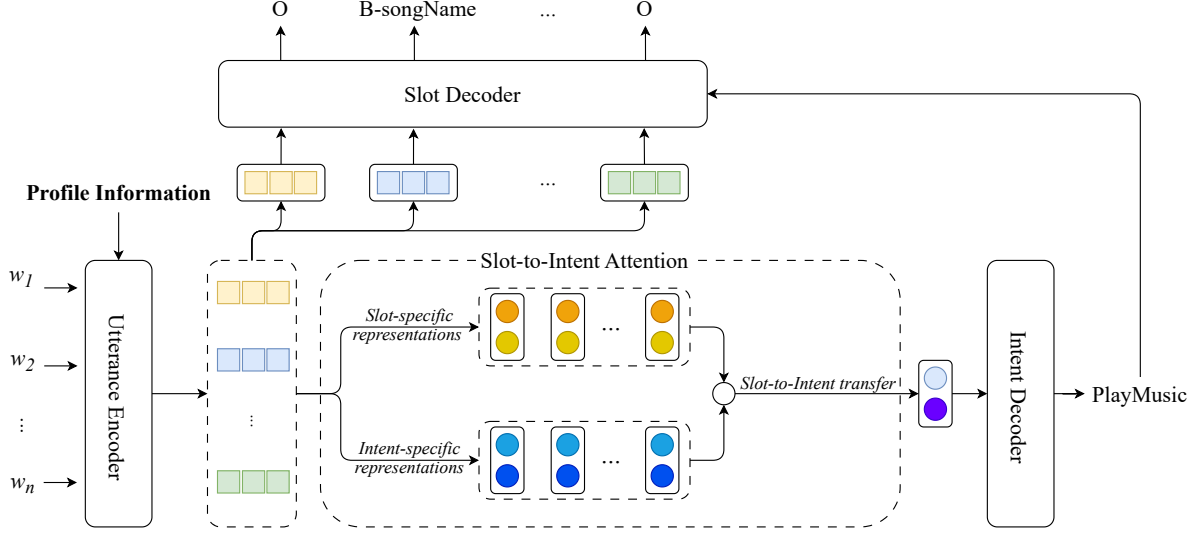 O B-songName ... O
Slot Decoder
...
Profile Information
Slot-to-Intent Attention
w1
w2
⋮
wn
Utterance Encoder
⋮
Slot-specific
representations
...
Intent-specific
representations
...
Slot-to-Intent transfer
Intent Decoder
PlayMusic